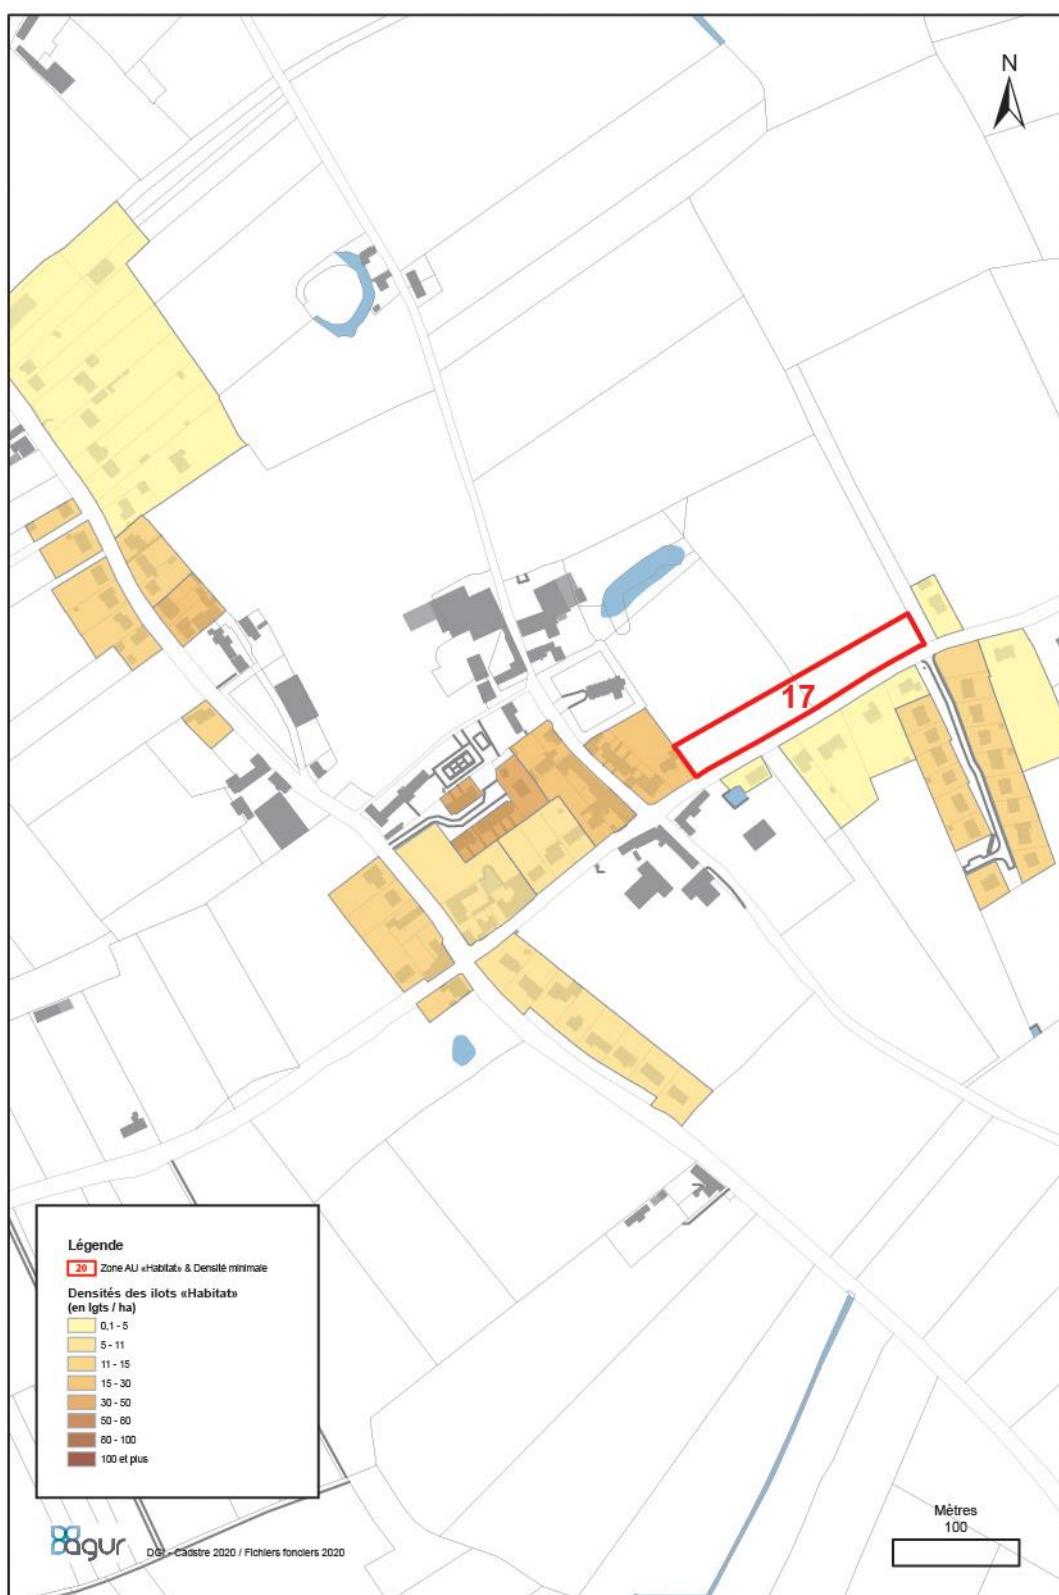 N
17
Légende
20 Zone AU «Habitat» & Densité minimale
Densités des ilots «Habitat»
(en lgts / ha)
0,1 - 5
5 - 11
11 - 15
15 - 30
30 - 50
50 - 80
80 - 100
100 et plus
agur
DGI - Cadstre 2020 / Fichiers fonciers 2020
Mètres
100